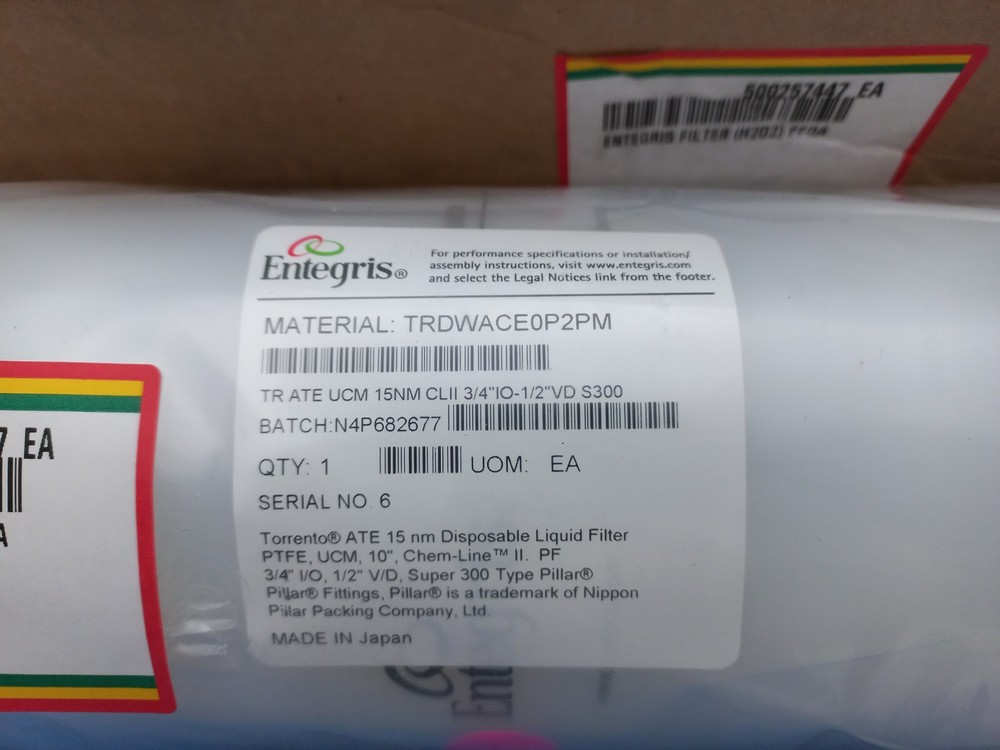 500257447 EA
ENTEGRIS FILTER (H2O2)
Entegris®
For performance specifications or installation/
assembly instructions, visit www.entegris.com
and select the Legal Notices link from the footer.
MATERIAL: TRDWACE0P2PM
TR ATE UCM 15NM CLII 3/4"IO-1/2"VD S300
BATCH:N4P682677
QTY: 1 UOM: EA
SERIAL NO. 6
Torrento® ATE 15 nm Disposable Liquid Filter
PTFE, UCM, 10", Chem-Line™ II. PF
3/4" I/O, 1/2" V/D, Super 300 Type Pillar®
Pillar® Fittings, Pillar® is a trademark of Nippon
Pillar Packing Company, Ltd.
MADE IN Japan
7 EA
A
Ent